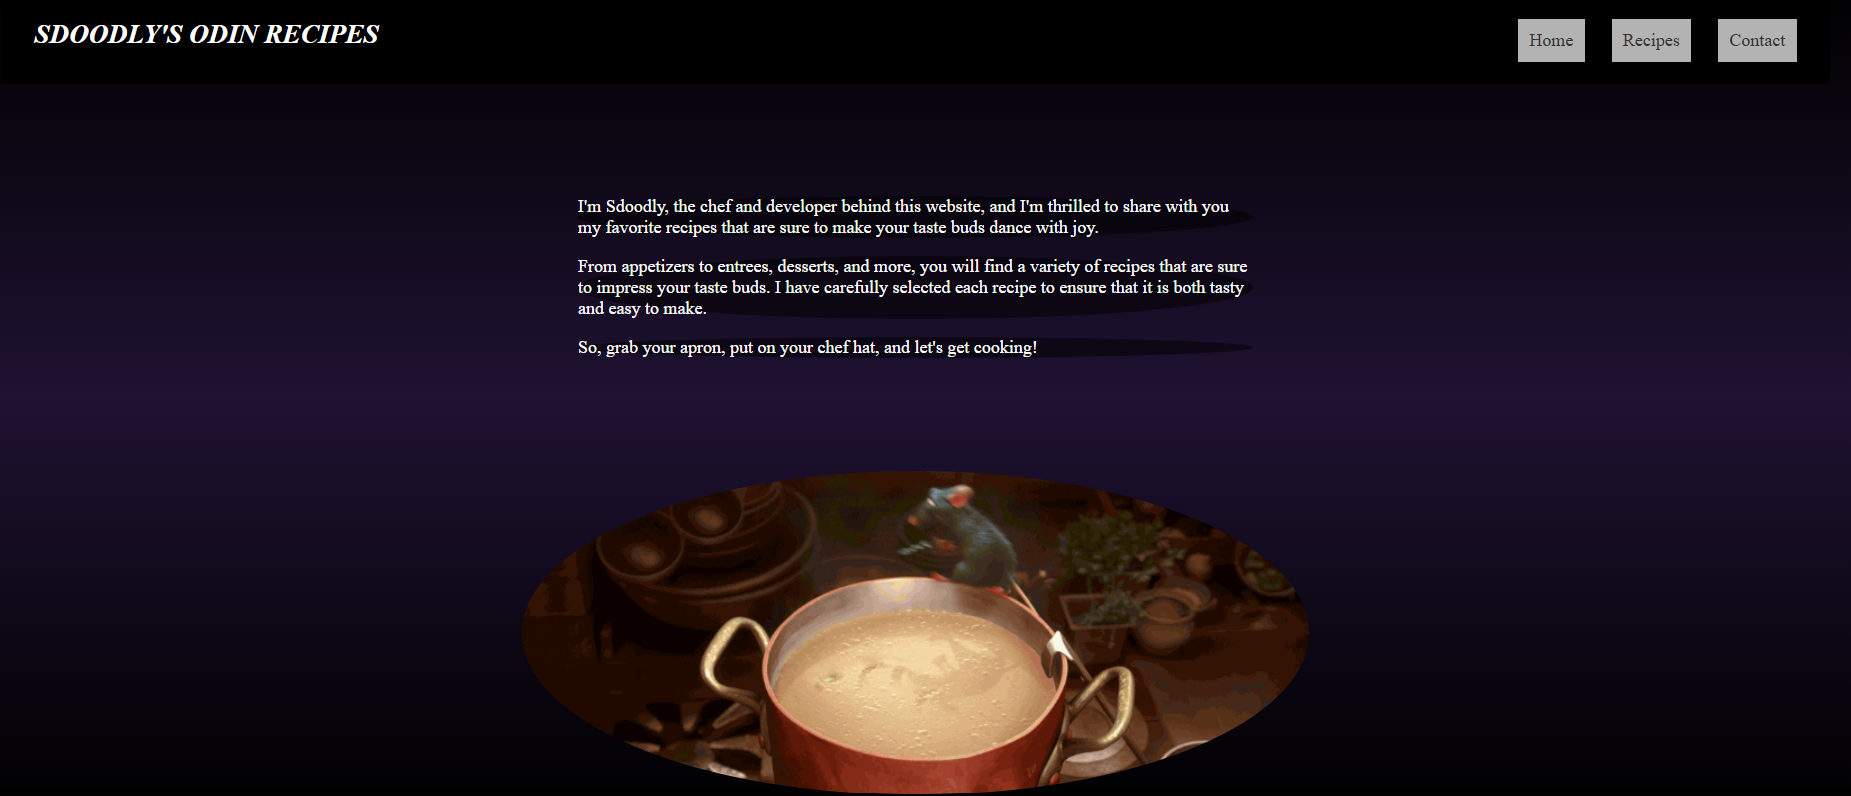 SDOODLY'S ODIN RECIPES
Home
Recipes
Contact
I'm Sdoodly, the chef and developer behind this website, and I'm thrilled to share with you
my favorite recipes that are sure to make your taste buds dance with joy.
From appetizers to entrees, desserts, and more, you will find a variety of recipes that are sure
to impress your taste buds. I have carefully selected each recipe to ensure that it is both tasty
and easy to make.
So, grab your apron, put on your chef hat, and let's get cooking!